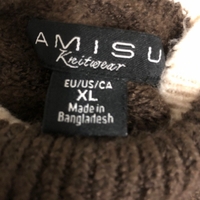 AMISU
Knitwear
EU/US/CA
XL
Made in
Bangladesh